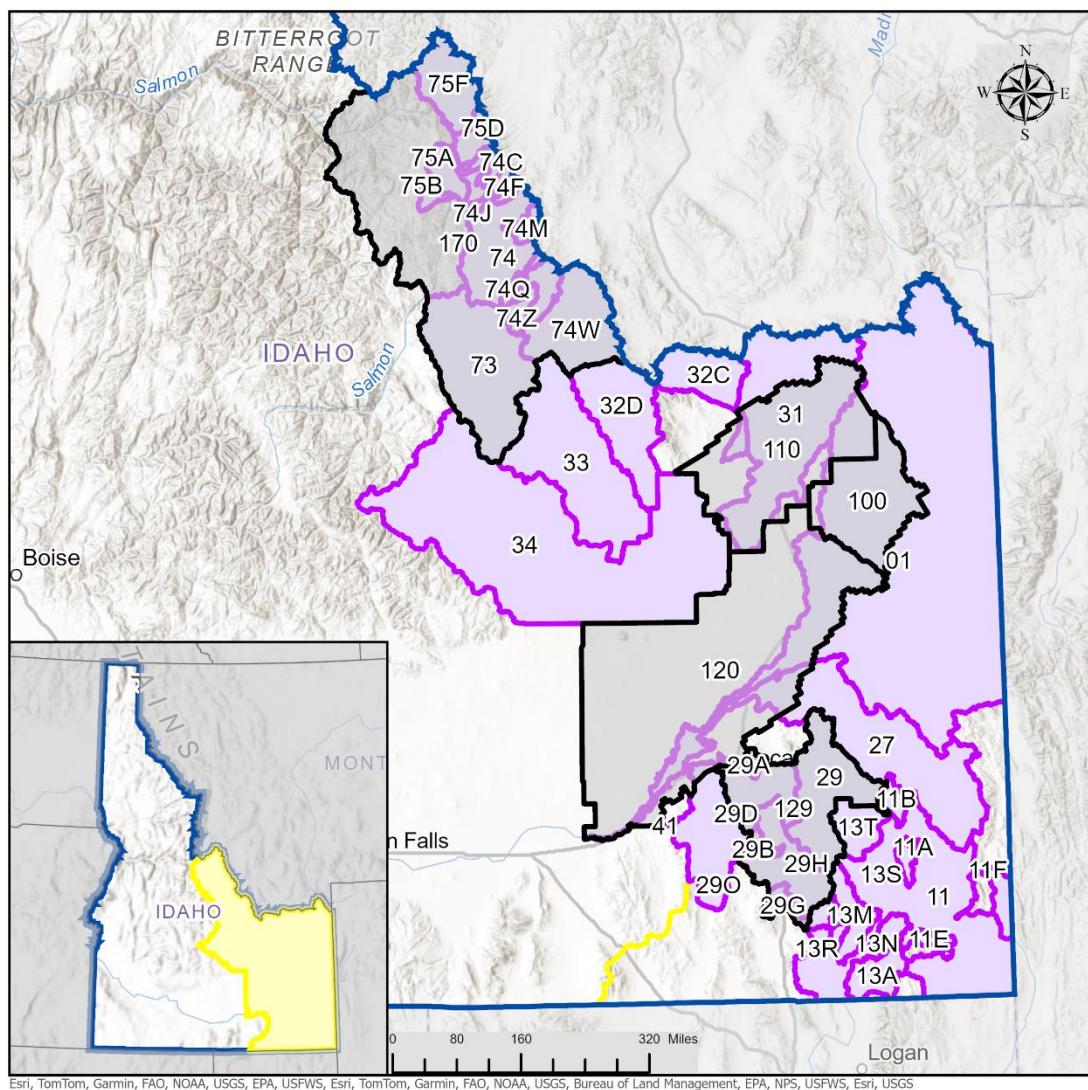 BITTERROOT
RANGE
Salmon
Madi
N
W E
S
75F
75D
75A
74C
75B
74F
74J
74M
170
74
74Q
74Z
74W
IDAHO
Salmon
73
32C
32D
31
110
33
100
34
01
Boise
120
27
29A
ca
29
11B
29D
129
13T
41
n Falls
11A
29B
29H
13S
11F
29O
11
29G
13M
13R
13N
11E
13A
TAINS
MONT
IDAHO
0 80 160 320 Miles
Logan
Esri, TomTom, Garmin, FAO, NOAA, USGS, EPA, USFWS, Esri, TomTom, Garmin, FAO, NOAA, USGS, Bureau of Land Management, EPA, NPS, USFWS, Esri, USGS